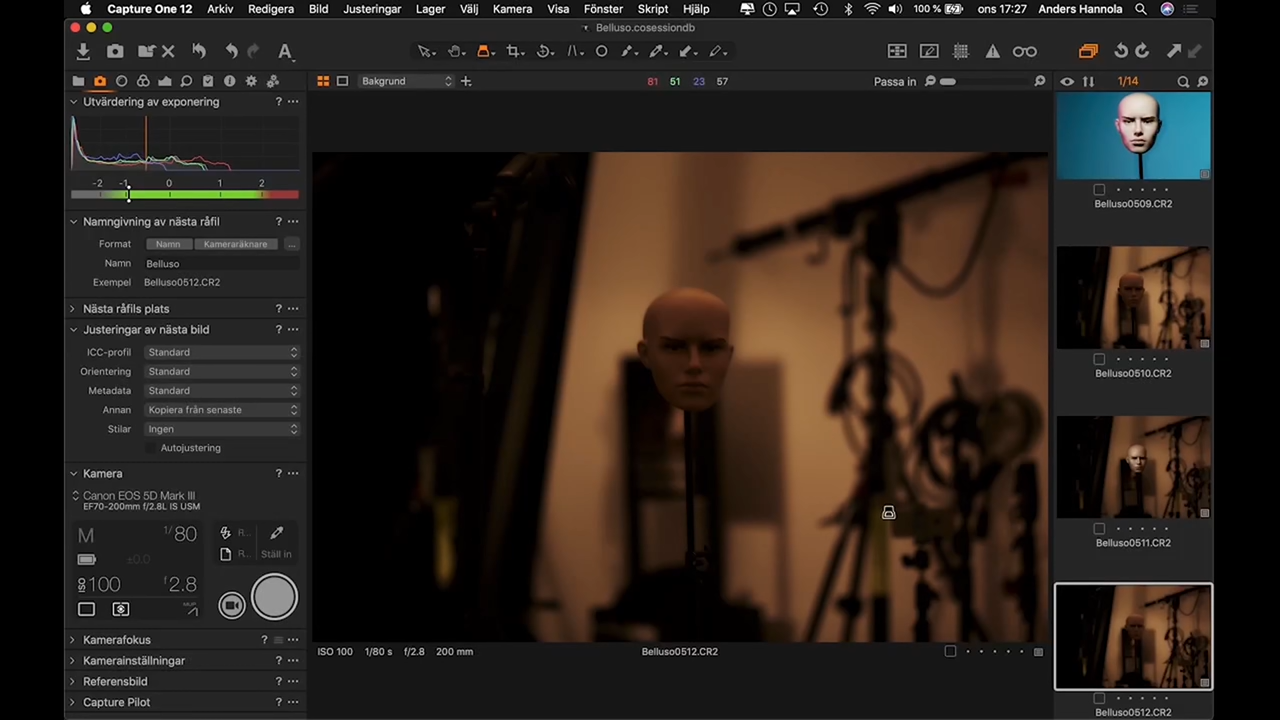 Capture One 12 Arkiv Redigera Bild Justeringar Lager Välj Kamera Visa Fönster Skript Hjälp 100 % ons 17:27 Anders Hannola
Belluso.cosessiondb
Bakgrund 81 51 23 57 Passa in 1/14
Utvärdering av exponering ? ...
-2 -1 0 1 2
Namngivning av nästa råfil ? ...
Format Namn Kameraräknare ...
Namn Belluso
Exempel Belluso0512.CR2
Nästa råfils plats ? ...
Justeringar av nästa bild ? ...
ICC-profil Standard
Orientering Standard
Metadata Standard
Annan Kopiera från senaste
Stilar Ingen
Autojustering
Kamera ? ...
Canon EOS 5D Mark III
EF70-200mm f/2.8L IS USM
M 1/80 R...
±0.0 R... Ställ in
ISO 100 f2.8
MUP
Kamerafokus ? ...
Kamerainställningar ? ...
Referensbild ? ...
Capture Pilot ? ...
ISO 100 1/80 s f/2.8 200 mm Belluso0512.CR2
Belluso0509.CR2
Belluso0510.CR2
Belluso0511.CR2
Belluso0512.CR2